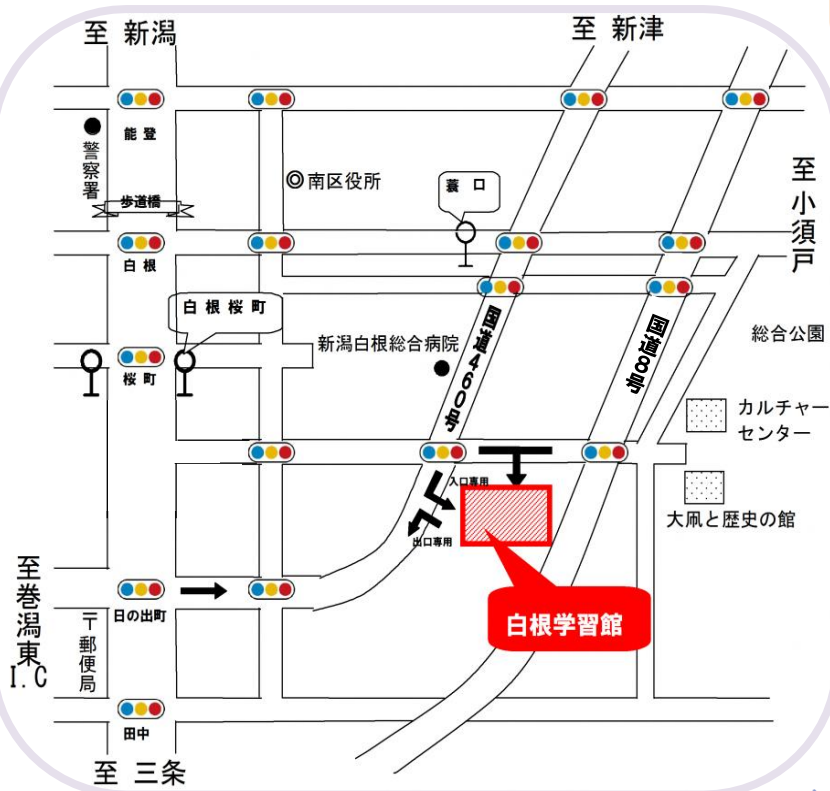 至 新潟
至 新津
能登
警察署
南区役所
蓑口
至小須戸
歩道橋
白根
白根桜町
新潟白根総合病院
国道460号
国道8号
総合公園
桜町
カルチャー
センター
入口専用
出口専用
大凧と歴史の館
至巻潟東I.C
日の出町
白根学習館
〒郵便局
田中
至 三条